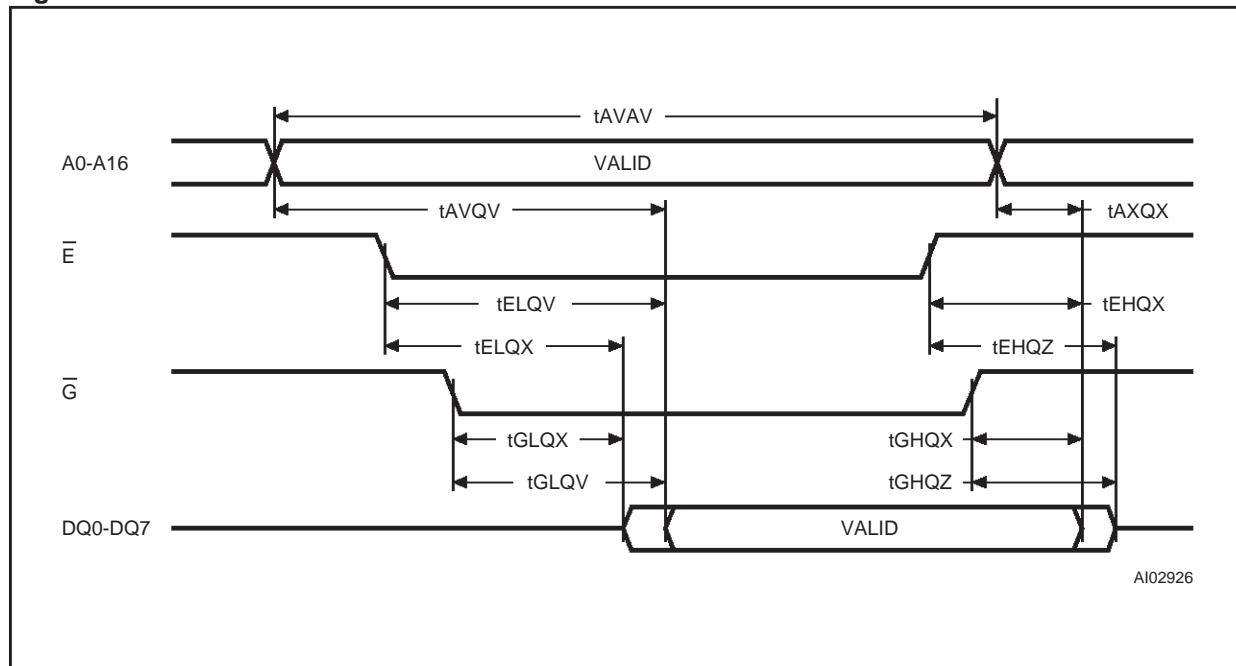 tAVAV
A0-A16 VALID
tAVQV tAXQX
E̅
tELQV tEHQX
tELQX tEHQZ
G̅
tGLQX tGHQX
tGLQV tGHQZ
DQ0-DQ7 VALID
AI02926